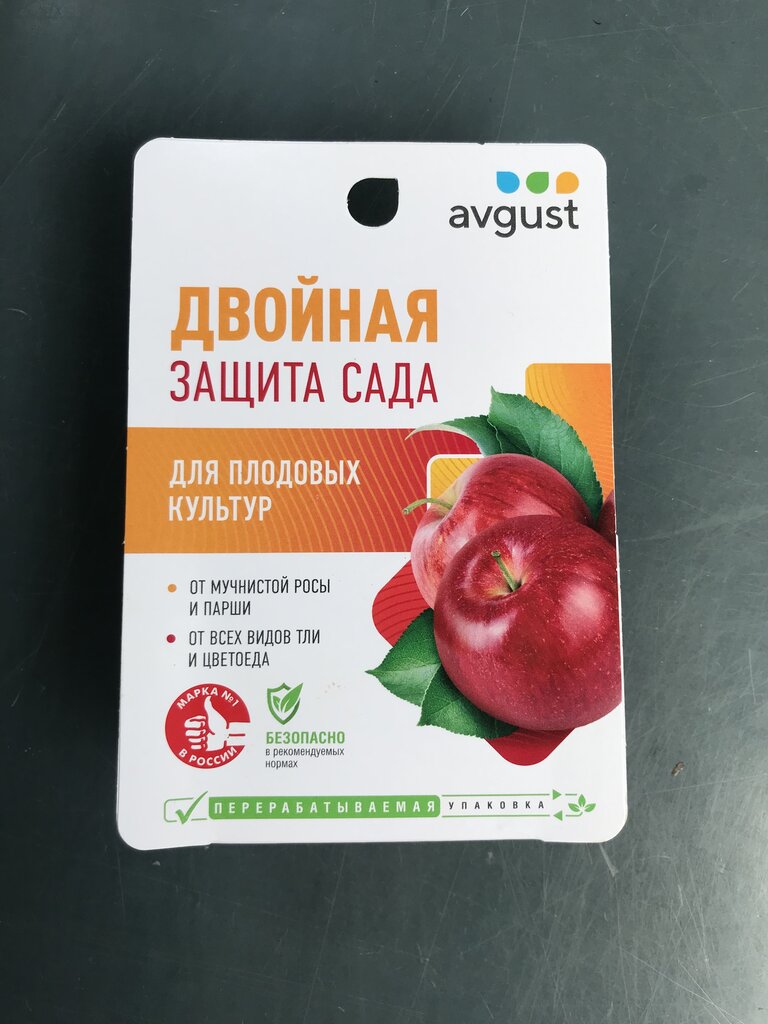 avgust
ДВОЙНАЯ
ЗАЩИТА САДА
ДЛЯ ПЛОДОВЫХ
КУЛЬТУР
• ОТ МУЧНИСТОЙ РОСЫ
И ПАРШИ
• ОТ ВСЕХ ВИДОВ ТЛИ
И ЦВЕТОЕДА
МАРКА №1
В РОССИИ
БЕЗОПАСНО
в рекомендуемых
нормах
ПЕРЕРАБАТЫВАЕМАЯ УПАКОВКА